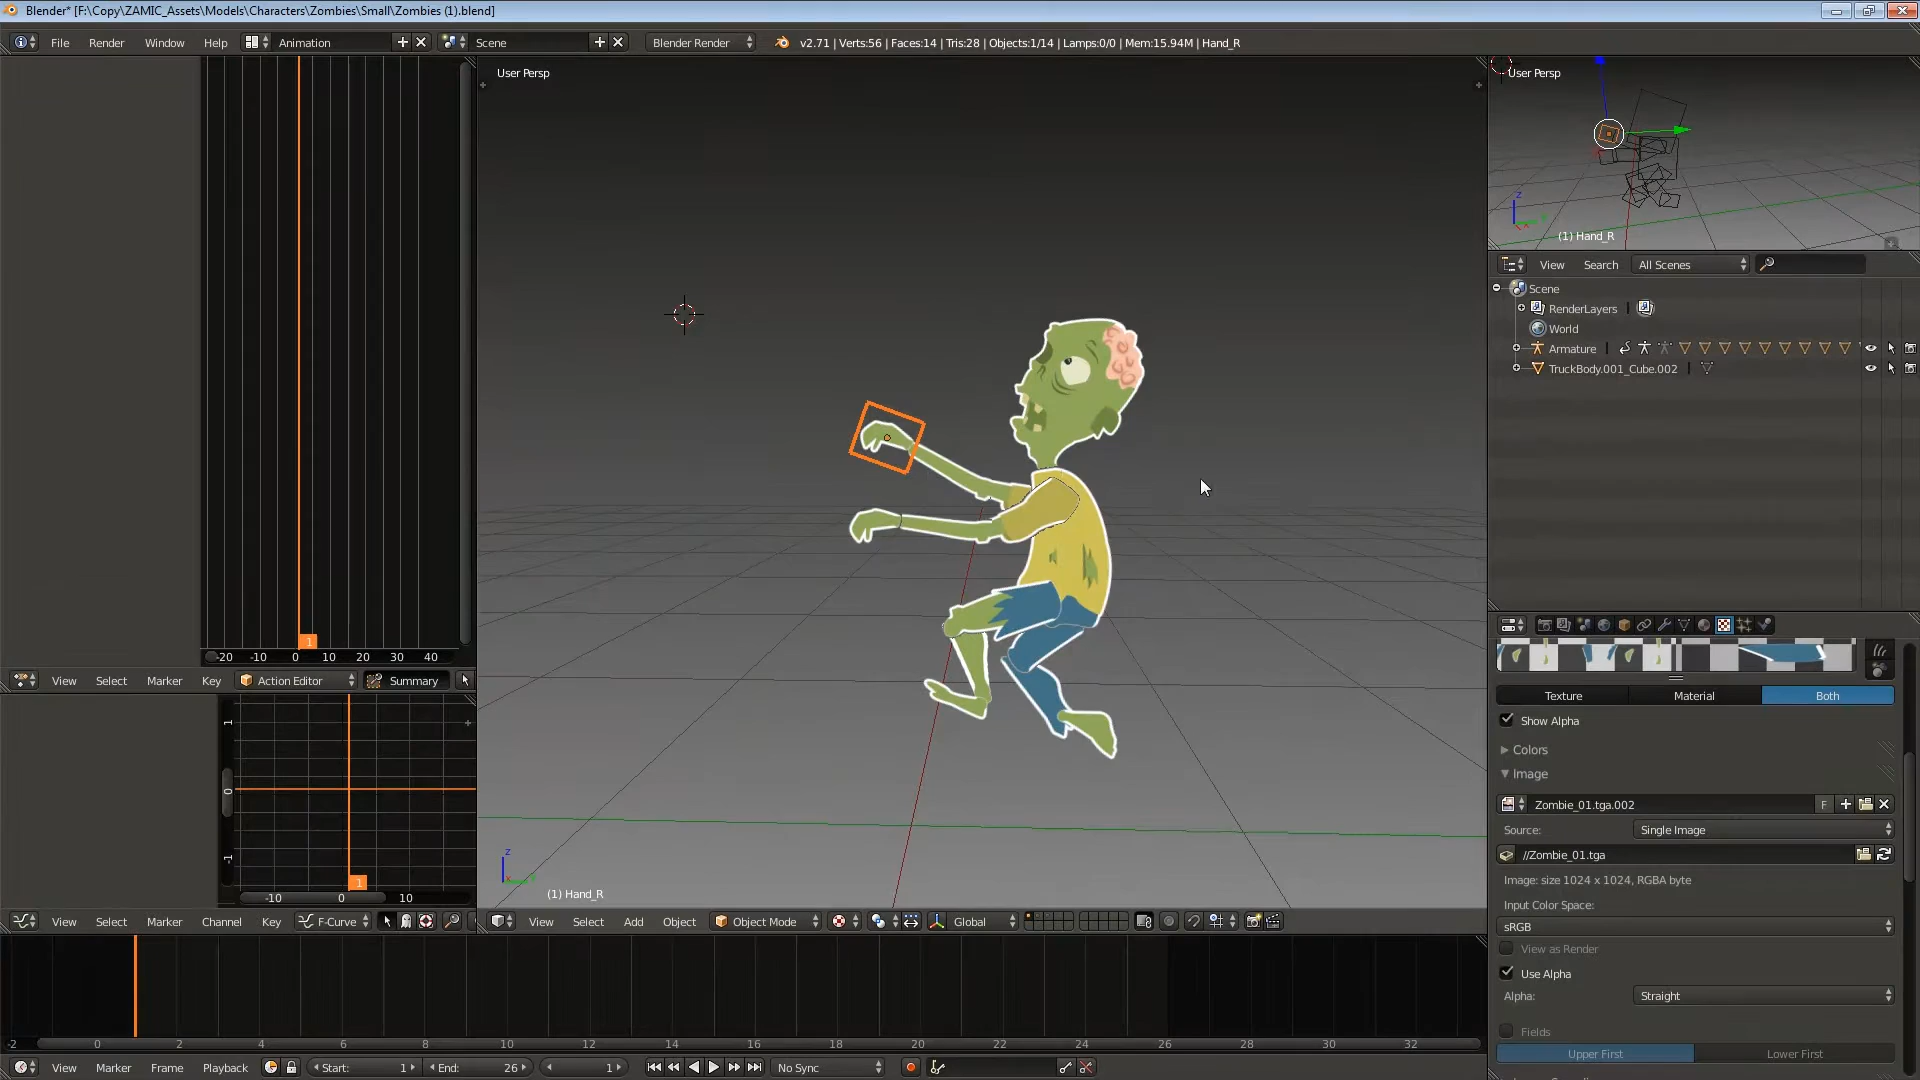 Blender* [F:\Copy\ZAMIC_Assets\Models\Characters\Zombies\Small\Zombies (1).blend]
File Render Window Help Animation Scene Blender Render v2.71 | Verts:56 | Faces:14 | Tris:28 | Objects:1/14 | Lamps:0/0 | Mem:15.94M | Hand_R
User Persp
User Persp
(1) Hand_R
View Search All Scenes
Scene
RenderLayers
World
Armature
TruckBody.001_Cube.002
1
-20 -10 0 10 20 30 40
View Select Marker Key Action Editor Summary
Texture Material Both
Show Alpha
Colors
Image
Zombie_01.tga.002 F
Source: Single Image
//Zombie_01.tga
Image: size 1024 x 1024, RGBA byte
Input Color Space:
sRGB
View as Render
Use Alpha
Alpha: Straight
Fields
Upper First Lower First
1
0
-1
1
-10 0 10
z
(1) Hand_R
View Select Marker Channel Key F-Curve
View Select Add Object Object Mode Global
-2 0 2 4 6 8 10 12 14 16 18 20 22 24 26 28 30 32
View Marker Frame Playback Start: 1 End: 26 1 No Sync